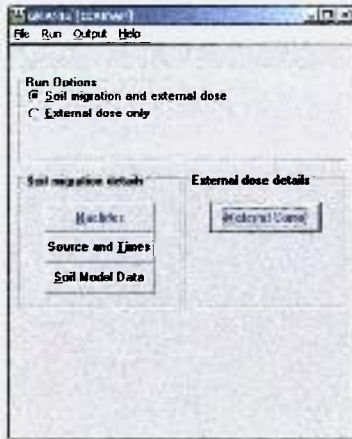 File Run Output Help
Run Options
Soil migration and external dose
External dose only
Soil migration details
External dose details
Source and Times
Soil Model Data